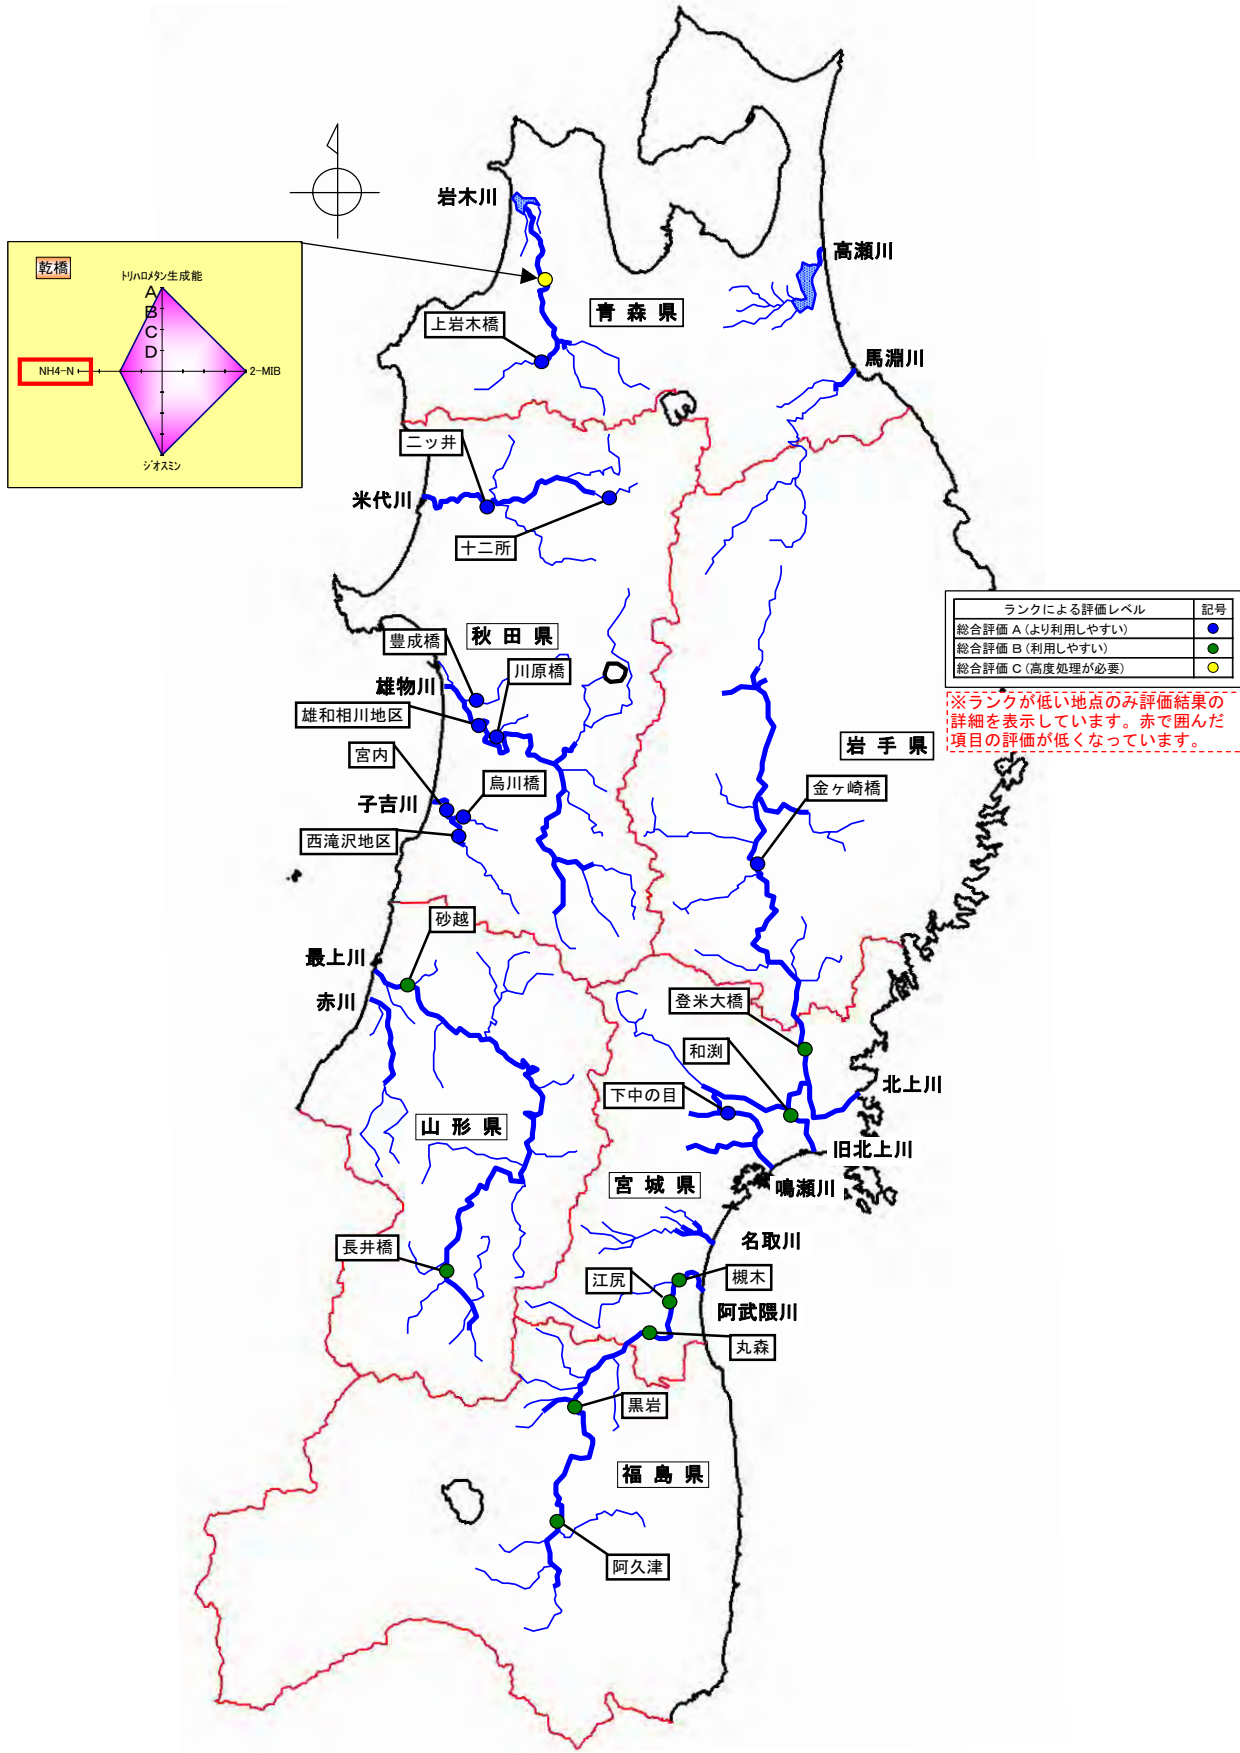 岩木川
高瀬川
乾橋
トリハロメタン生成能
A
B
C
D
NH4-N
2-MIB
ジオスミン
青森県
上岩木橋
馬淵川
二ッ井
米代川
十二所
ランクによる評価レベル 記号
総合評価 A (より利用しやすい)
総合評価 B (利用しやすい)
総合評価 C (高度処理が必要)
※ランクが低い地点のみ評価結果の
詳細を表示しています。赤で囲んだ
項目の評価が低くなっています。
秋田県
豊成橋
川原橋
雄物川
雄和相川地区
岩手県
宮内
烏川橋
子吉川
金ヶ崎橋
西滝沢地区
砂越
最上川
赤川
登米大橋
和渕
北上川
下中の目
山形県
旧北上川
宮城県
鳴瀬川
長井橋
名取川
江尻
槻木
阿武隈川
丸森
黒岩
福島県
阿久津